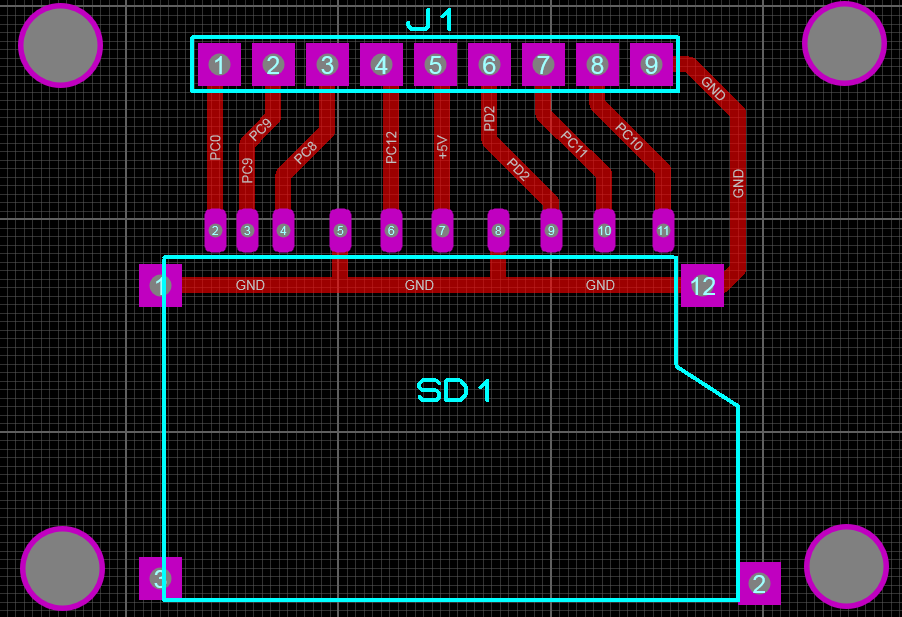 J1
1 2 3 4 5 6 7 8 9
GND
PD2
PC9 PC11 PC10
PC0 PC8 PC12 +5V
PC9 PD2 GND
2 3 4 5 6 7 8 9 10 11
1 GND GND GND 12
SD1
3 2